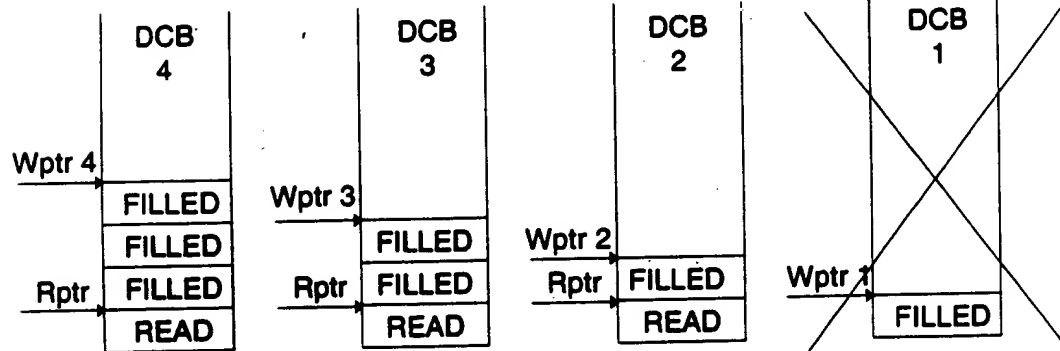 DCB
4
Wptr 4
FILLED
FILLED
Rptr
FILLED
READ
DCB
3
Wptr 3
FILLED
Rptr
FILLED
READ
DCB
2
Wptr 2
Rptr
FILLED
READ
DCB
1
Wptr 1
FILLED